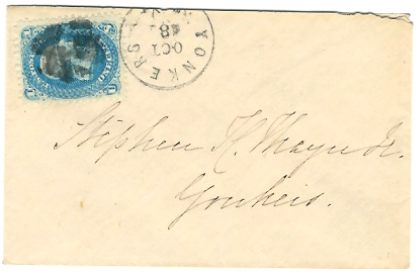 YONKERS
OCT
Stephen H. Thayer Jr.
Yonkers.